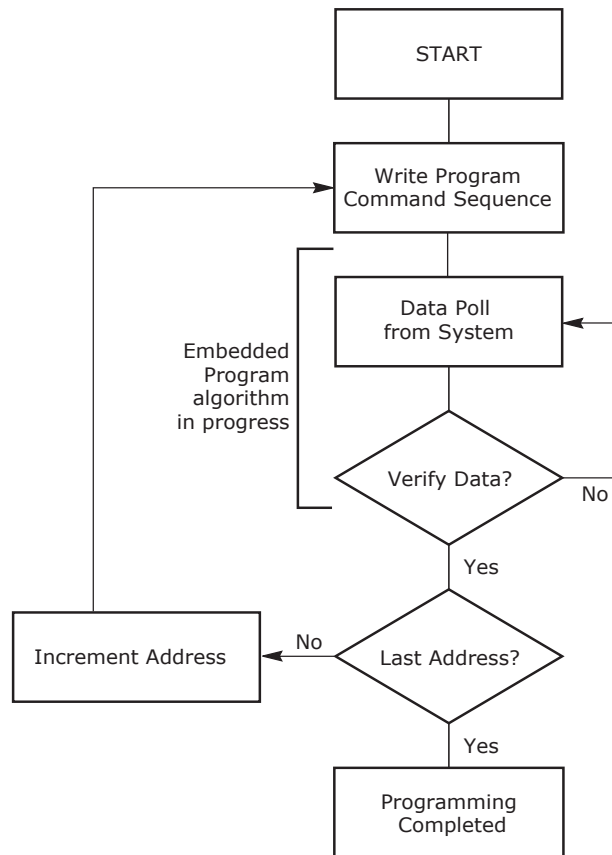 START
Write Program
Command Sequence
Data Poll
from System
Embedded
Program
algorithm
in progress
Verify Data?
No
Yes
Increment Address
No
Last Address?
Yes
Programming
Completed